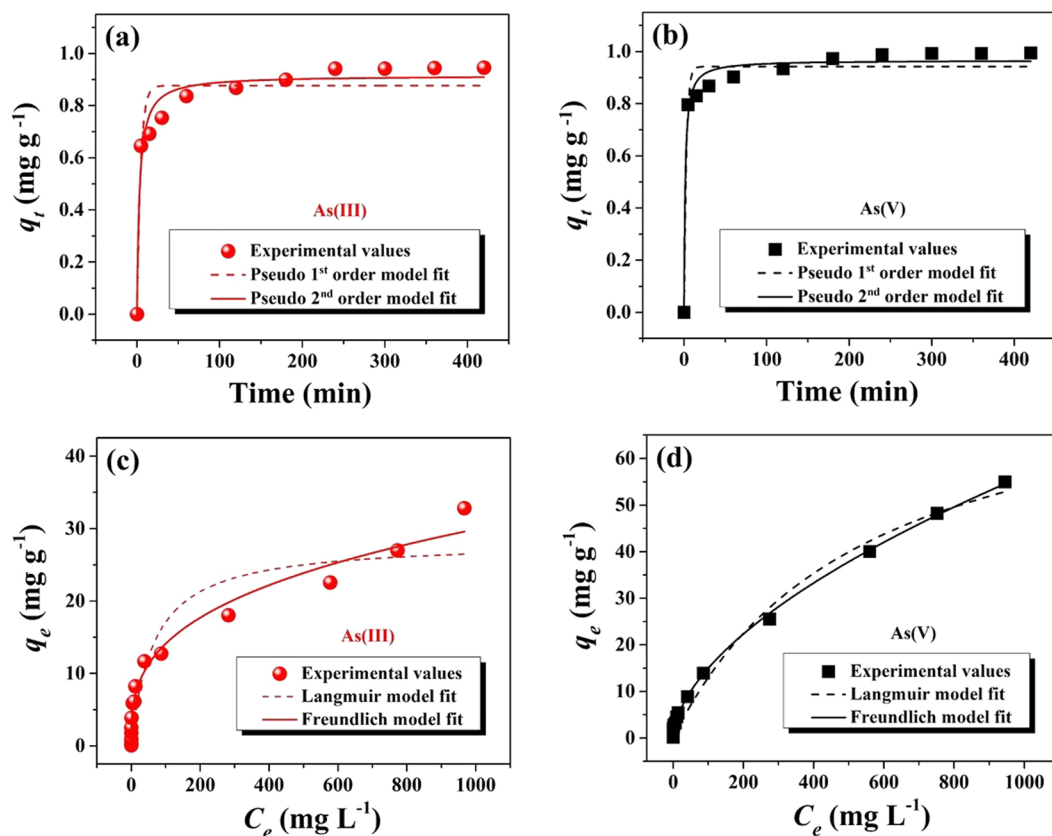 (a)
1.0
0.8
0.6
0.4
0.2
0.0
q_t (mg g⁻¹)
As(III)
Experimental values
Pseudo 1ˢᵗ order model fit
Pseudo 2ⁿᵈ order model fit
0 100 200 300 400
Time (min)
(b)
1.0
0.8
0.6
0.4
0.2
0.0
q_t (mg g⁻¹)
As(V)
Experimental values
Pseudo 1ˢᵗ order model fit
Pseudo 2ⁿᵈ order model fit
0 100 200 300 400
Time (min)
(c)
40
30
20
10
0
q_e (mg g⁻¹)
As(III)
Experimental values
Langmuir model fit
Freundlich model fit
0 200 400 600 800 1000
C_e (mg L⁻¹)
(d)
60
50
40
30
20
10
0
q_e (mg g⁻¹)
As(V)
Experimental values
Langmuir model fit
Freundlich model fit
0 200 400 600 800 1000
C_e (mg L⁻¹)